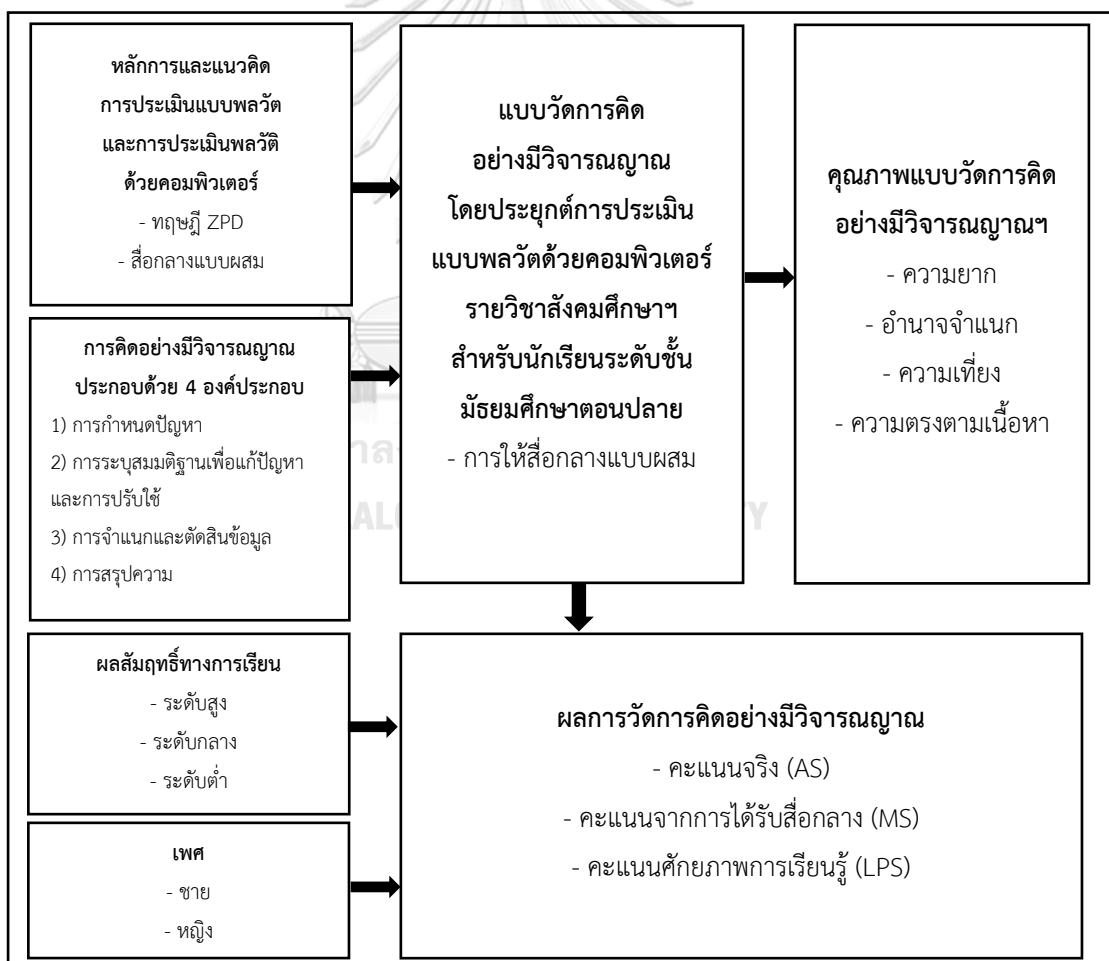 หลักการและแนวคิด
การประเมินแบบพลวัต
และการประเมินพลวัติ
ด้วยคอมพิวเตอร์
- ทฤษฎี ZPD
- สื่อกลางแบบผสม
การคิดอย่างมีวิจารณญาณ
ประกอบด้วย 4 องค์ประกอบ
1) การกำหนดปัญหา
2) การระบุสมมติฐานเพื่อแก้ปัญหา
และการปรับใช้
3) การจำแนกและตัดสินข้อมูล
4) การสรุปความ
ผลสัมฤทธิ์ทางการเรียน
- ระดับสูง
- ระดับกลาง
- ระดับต่ำ
เพศ
- ชาย
- หญิง
แบบวัดการคิด
อย่างมีวิจารณญาณ
โดยประยุกต์การประเมิน
แบบพลวัตด้วยคอมพิวเตอร์
รายวิชาสังคมศึกษาฯ
สำหรับนักเรียนระดับชั้น
มัธยมศึกษาตอนปลาย
- การให้สื่อกลางแบบผสม
คุณภาพแบบวัดการคิด
อย่างมีวิจารณญาณฯ
- ความยาก
- อำนาจจำแนก
- ความเที่ยง
- ความตรงตามเนื้อหา
ผลการวัดการคิดอย่างมีวิจารณญาณ
- คะแนนจริง (AS)
- คะแนนจากการได้รับสื่อกลาง (MS)
- คะแนนศักยภาพการเรียนรู้ (LPS)